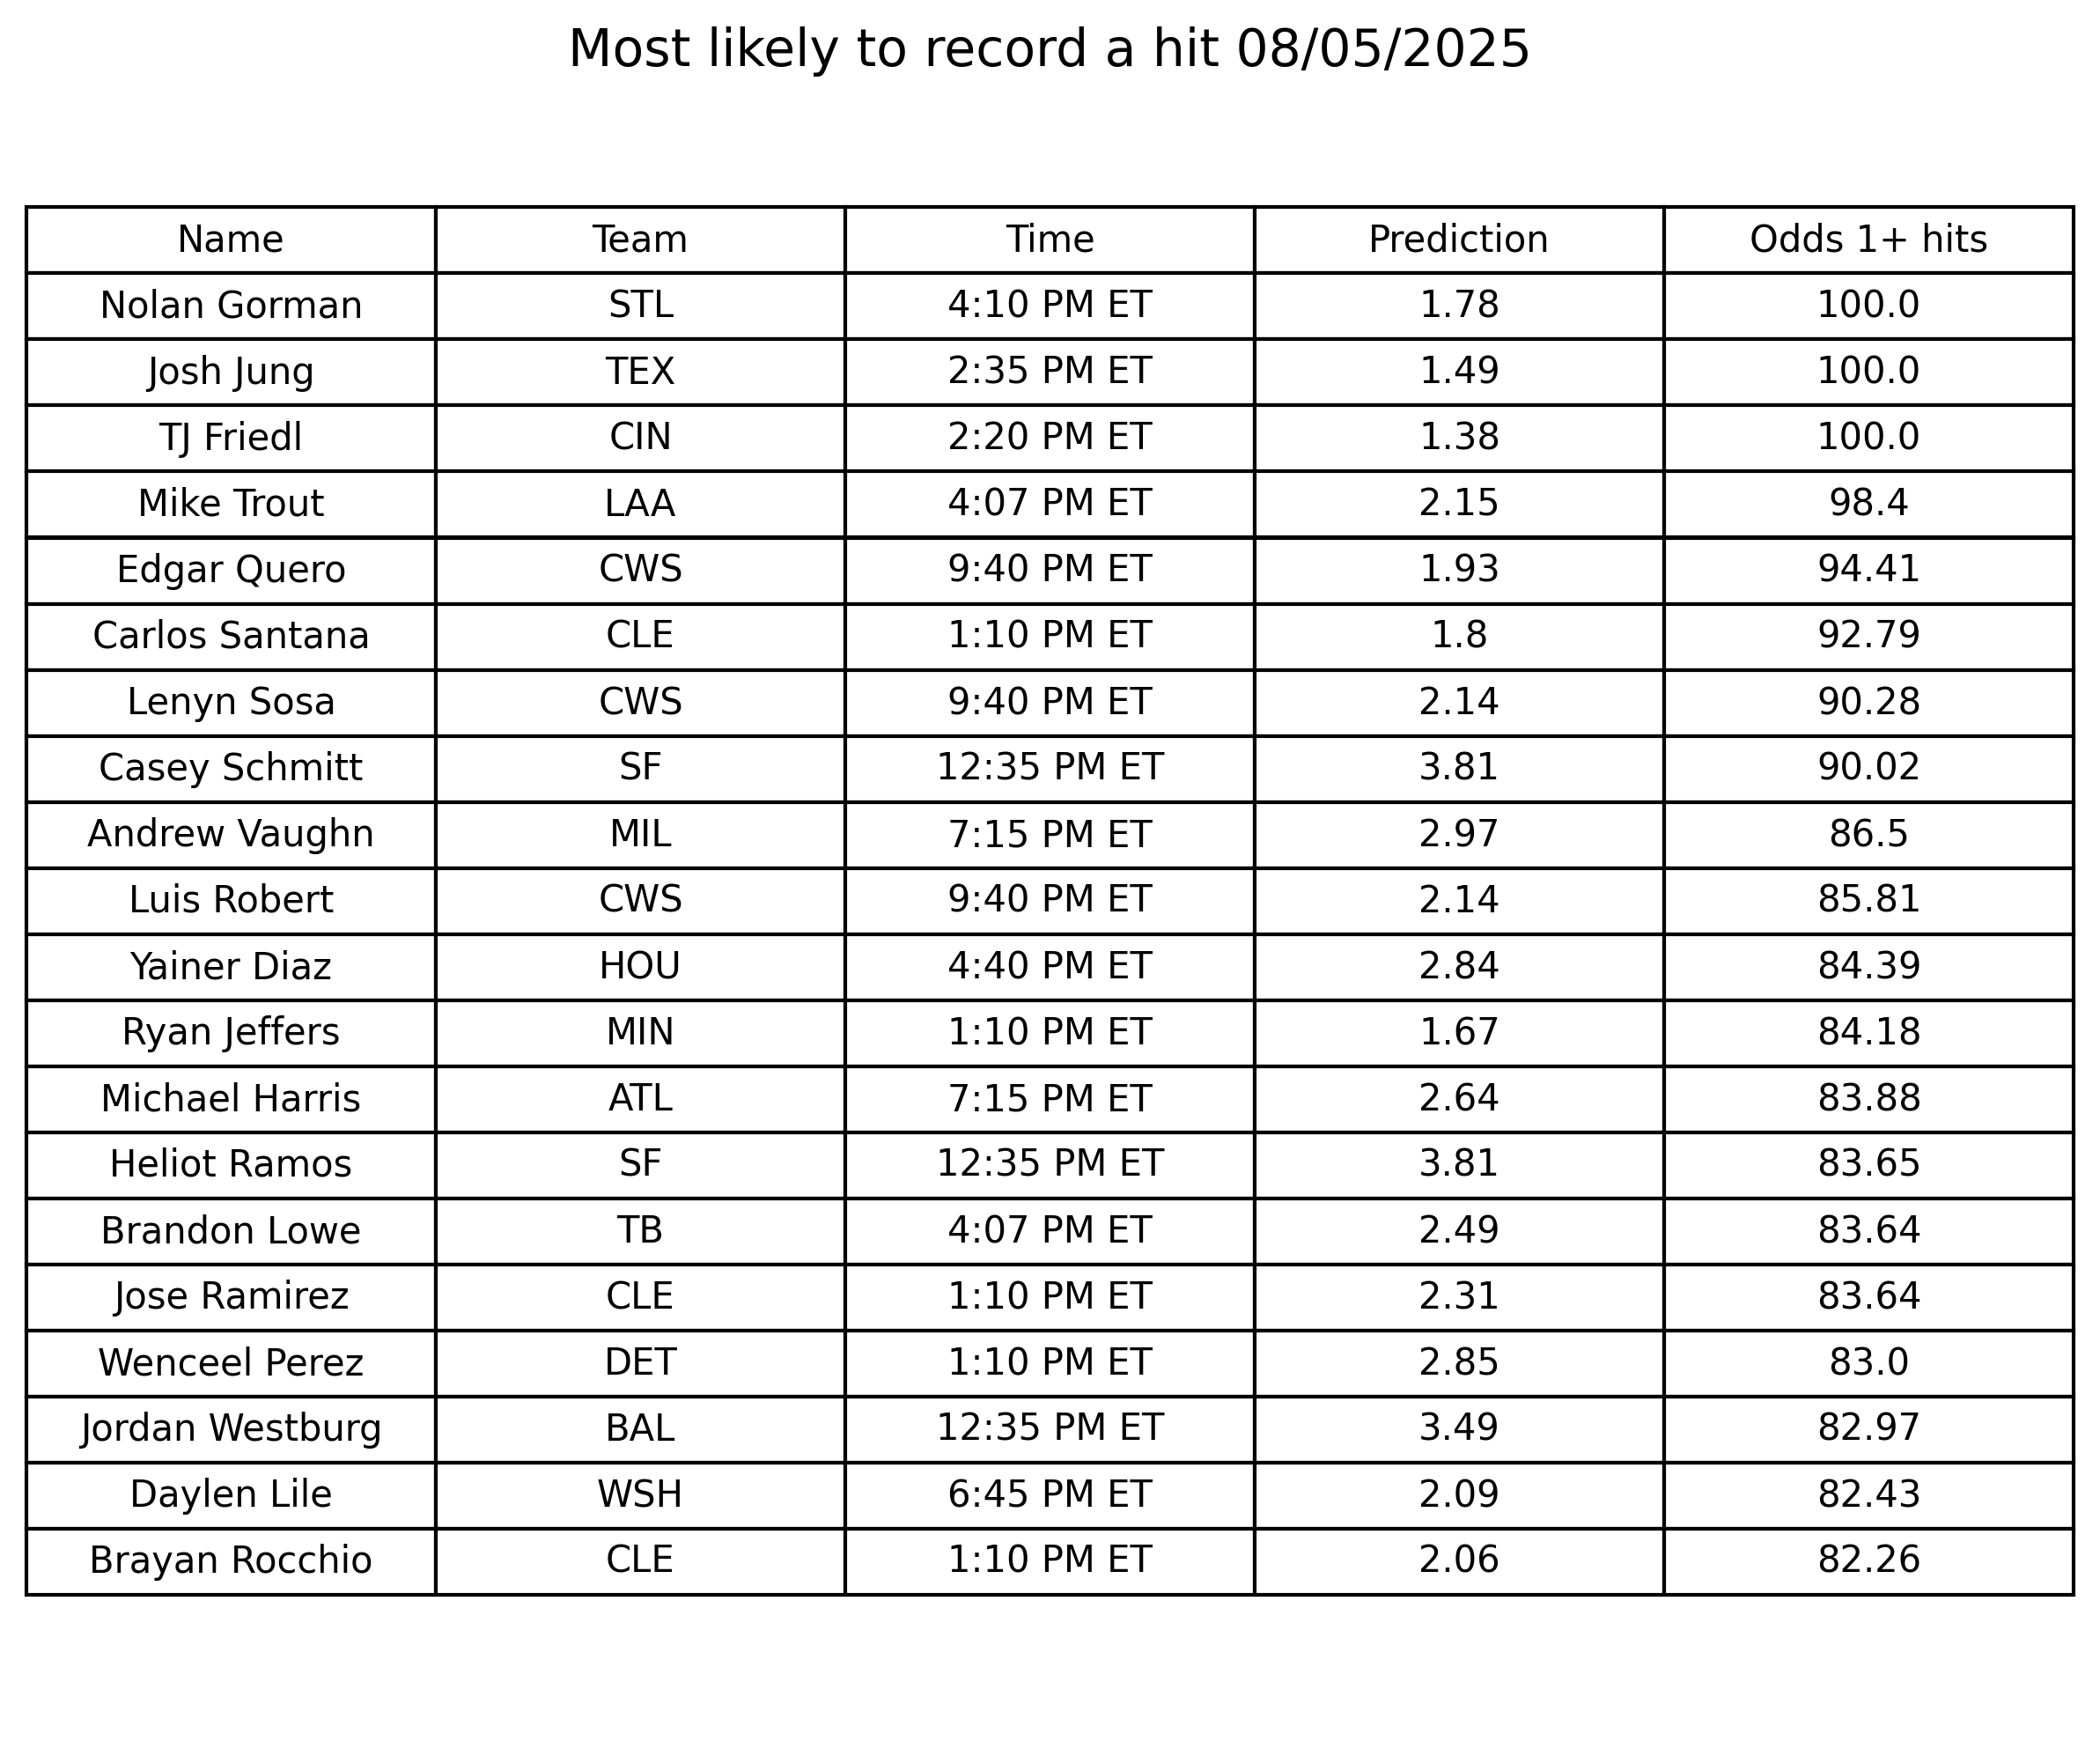 Most likely to record a hit 08/05/2025
Name Team Time Prediction Odds 1+ hits
Nolan Gorman STL 4:10 PM ET 1.78 100.0
Josh Jung TEX 2:35 PM ET 1.49 100.0
TJ Friedl CIN 2:20 PM ET 1.38 100.0
Mike Trout LAA 4:07 PM ET 2.15 98.4
Edgar Quero CWS 9:40 PM ET 1.93 94.41
Carlos Santana CLE 1:10 PM ET 1.8 92.79
Lenyn Sosa CWS 9:40 PM ET 2.14 90.28
Casey Schmitt SF 12:35 PM ET 3.81 90.02
Andrew Vaughn MIL 7:15 PM ET 2.97 86.5
Luis Robert CWS 9:40 PM ET 2.14 85.81
Yainer Diaz HOU 4:40 PM ET 2.84 84.39
Ryan Jeffers MIN 1:10 PM ET 1.67 84.18
Michael Harris ATL 7:15 PM ET 2.64 83.88
Heliot Ramos SF 12:35 PM ET 3.81 83.65
Brandon Lowe TB 4:07 PM ET 2.49 83.64
Jose Ramirez CLE 1:10 PM ET 2.31 83.64
Wenceel Perez DET 1:10 PM ET 2.85 83.0
Jordan Westburg BAL 12:35 PM ET 3.49 82.97
Daylen Lile WSH 6:45 PM ET 2.09 82.43
Brayan Rocchio CLE 1:10 PM ET 2.06 82.26